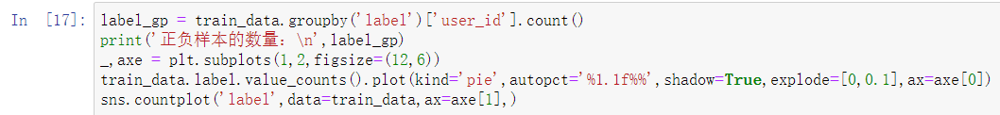 In [17]: label_gp = train_data.groupby('label')['user_id'].count()
print('正负样本的数量：\n',label_gp)
_,axe = plt.subplots(1,2,figsize=(12,6))
train_data.label.value_counts().plot(kind='pie',autopct='%1.1f%%',shadow=True,explode=[0,0.1],ax=axe[0])
sns.countplot('label',data=train_data,ax=axe[1],)